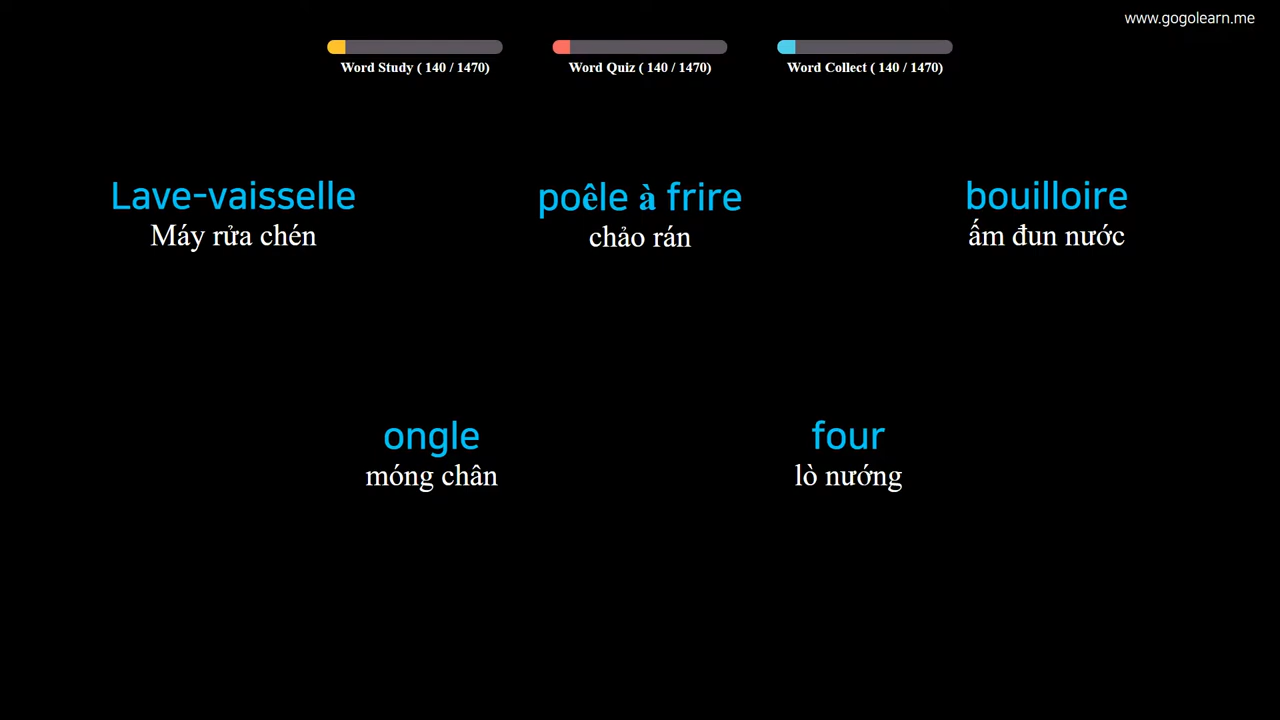 www.gogolearn.me
Word Study ( 140 / 1470)
Word Quiz ( 140 / 1470)
Word Collect ( 140 / 1470)
Lave-vaisselle
Máy rửa chén
poêle à frire
chảo rán
bouilloire
ấm đun nước
ongle
móng chân
four
lò nướng